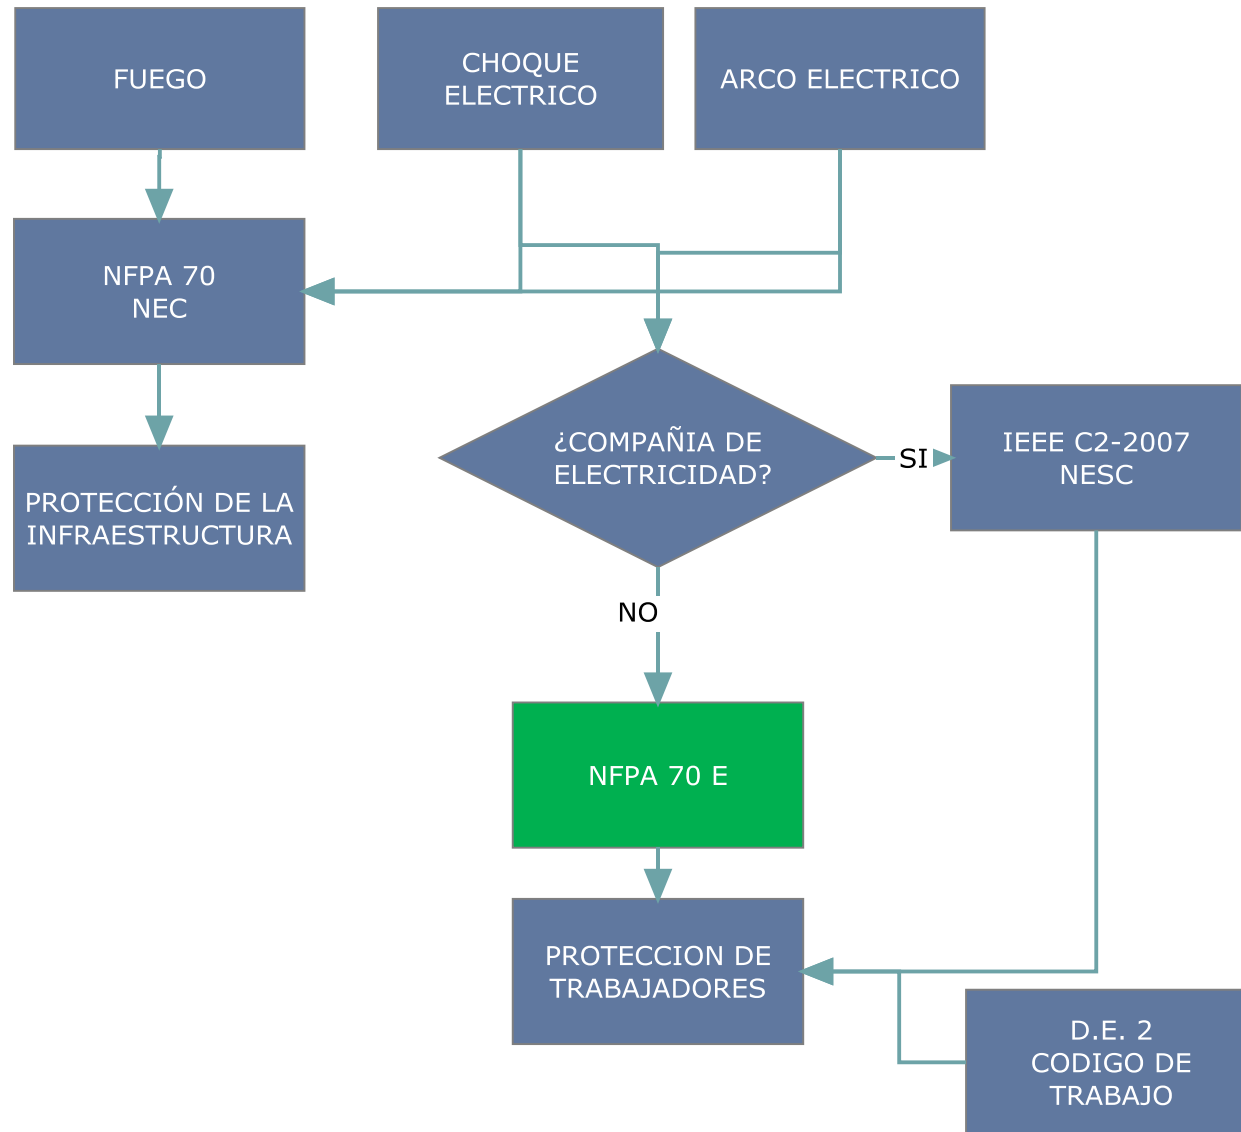 FUEGO
CHOQUE
ELECTRICO
ARCO ELECTRICO
NFPA 70
NEC
PROTECCIÓN DE LA
INFRAESTRUCTURA
¿COMPAÑIA DE
ELECTRICIDAD?
SI
IEEE C2-2007
NESC
NO
NFPA 70 E
PROTECCION DE
TRABAJADORES
D.E. 2
CODIGO DE
TRABAJO